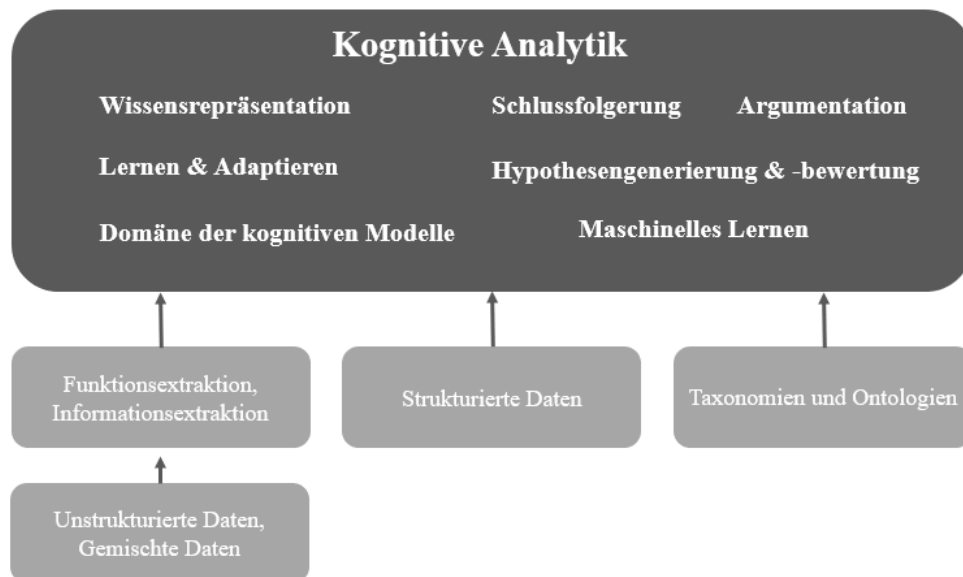 Kognitive Analytik
Wissensrepräsentation
Schlussfolgerung
Argumentation
Lernen & Adaptieren
Hypothesengenerierung & -bewertung
Domäne der kognitiven Modelle
Maschinelles Lernen
Funktionsextraktion,
Informationsextraktion
Strukturierte Daten
Taxonomien und Ontologien
Unstrukturierte Daten,
Gemischte Daten